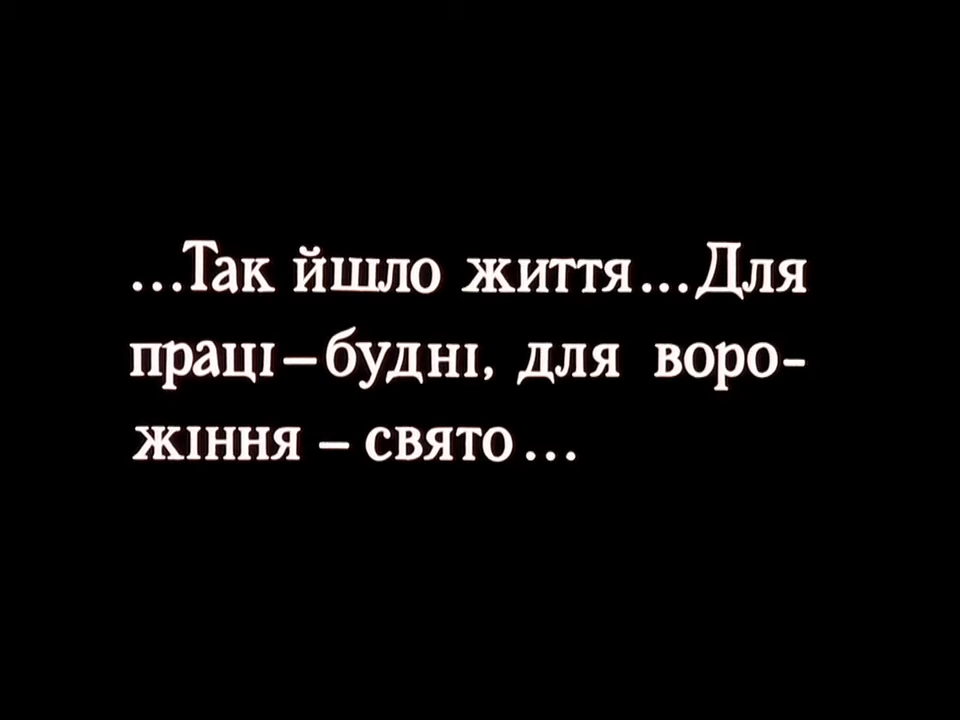 ...Так йшло життя...Для
праці – будні, для воро-
жіння – свято...